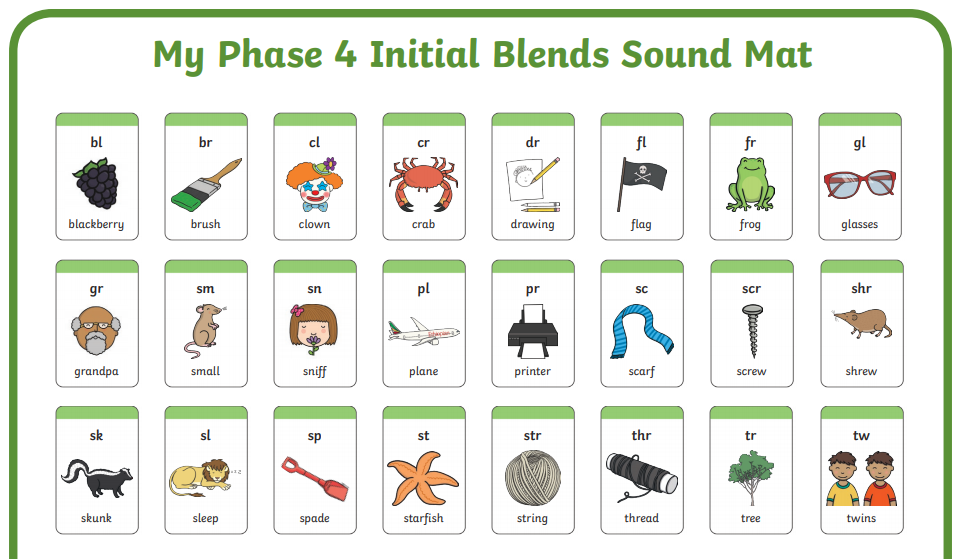 My Phase 4 Initial Blends Sound Mat
bl br cl cr dr fl fr gl
blackberry brush clown crab drawing flag frog glasses
gr sm sn pl pr sc scr shr
grandpa small sniff plane printer scarf screw shrew
sk sl sp st str thr tr tw
skunk sleep spade starfish string thread tree twins